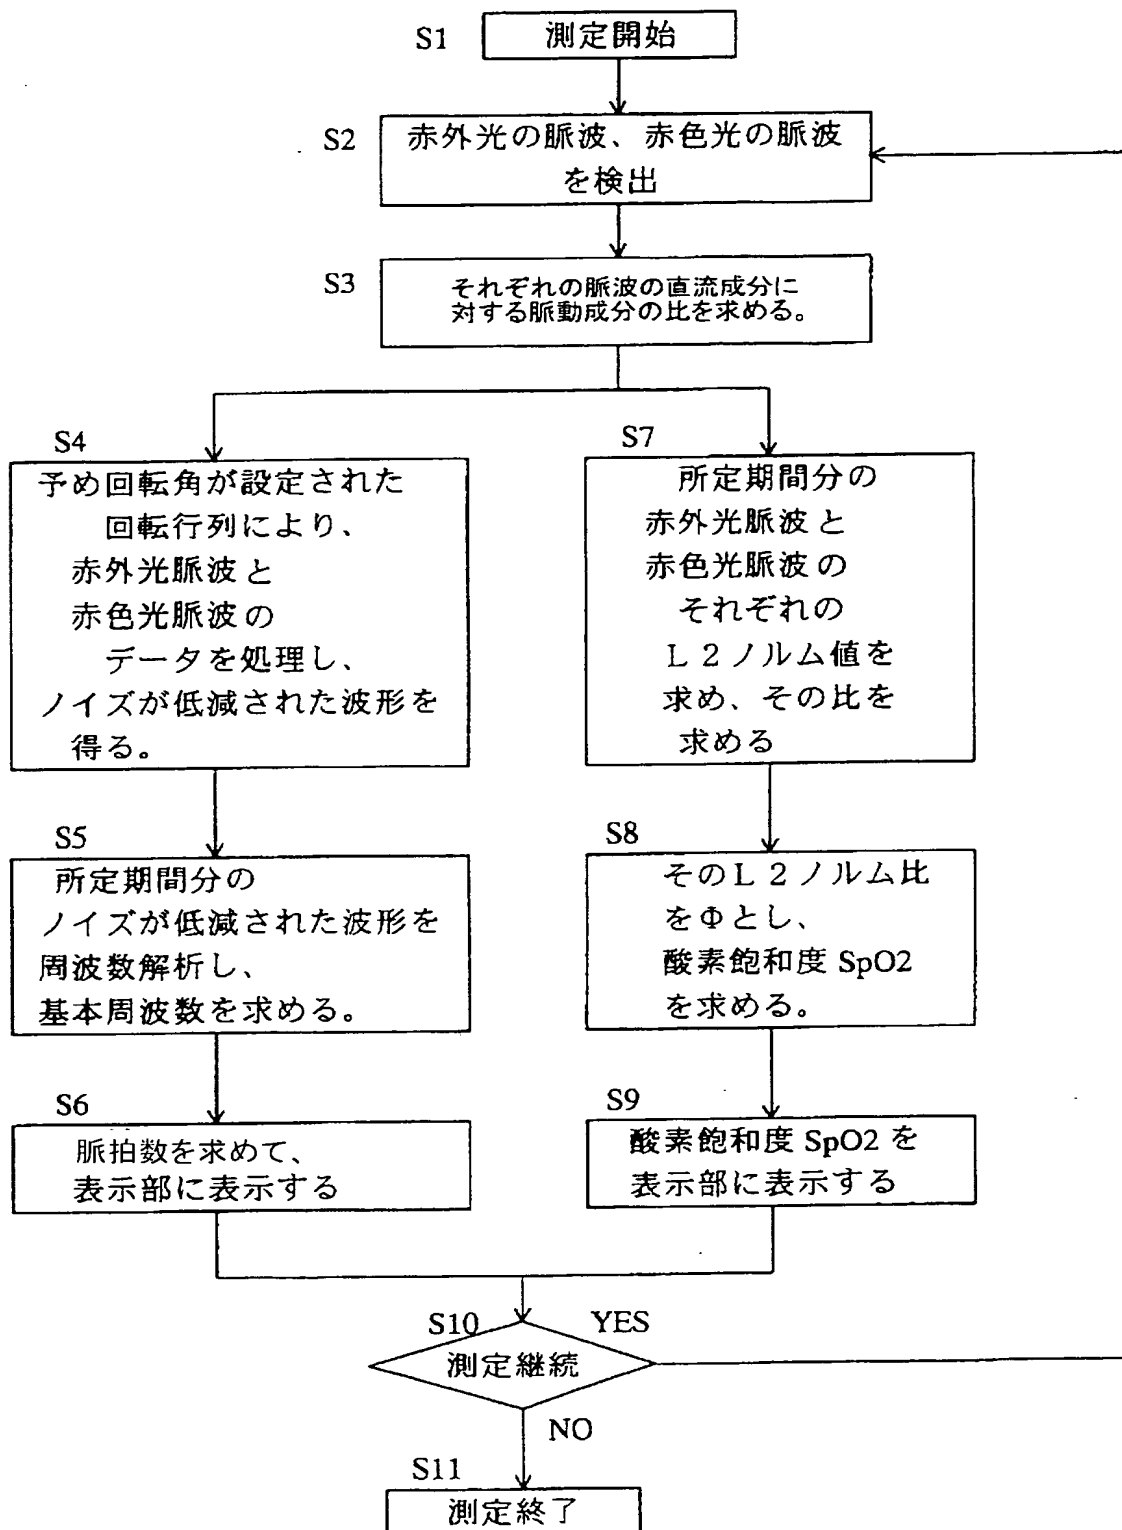 S1
測定開始
S2
赤外光の脈波、赤色光の脈波
を検出
S3
それぞれの脈波の直流成分に
対する脈動成分の比を求める。
S4
予め回転角が設定された
回転行列により、
赤外光脈波と
赤色光脈波の
データを処理し、
ノイズが低減された波形を
得る。
S5
所定期間分の
ノイズが低減された波形を
周波数解析し、
基本周波数を求める。
S6
脈拍数を求めて、
表示部に表示する
S7
所定期間分の
赤外光脈波と
赤色光脈波の
それぞれの
L2ノルム値を
求め、その比を
求める
S8
そのL2ノルム比
をΦとし、
酸素飽和度 SpO2
を求める。
S9
酸素飽和度 SpO2 を
表示部に表示する
S10
YES
測定継続
NO
S11
測定終了